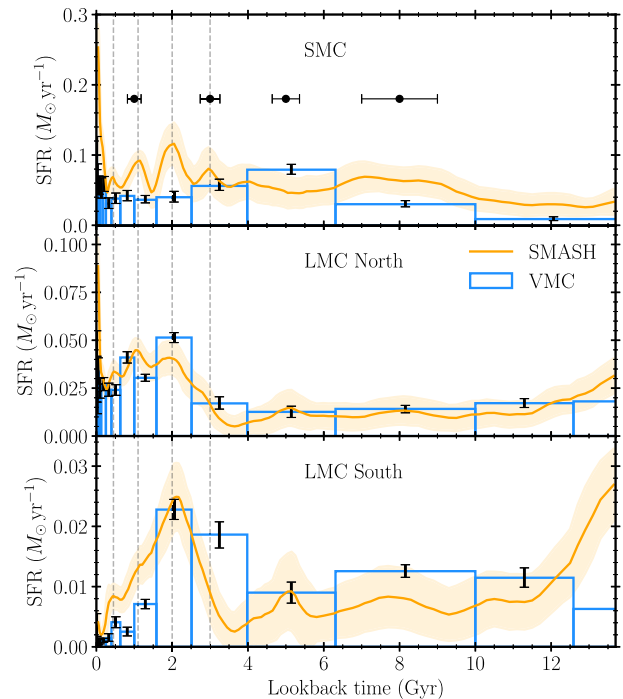 SMC
0.3
0.2
0.1
0.0
SFR (M⊙ yr⁻¹)
LMC North
SMASH
VMC
0.100
0.075
0.050
0.025
0.000
SFR (M⊙ yr⁻¹)
LMC South
0.03
0.02
0.01
0.00
SFR (M⊙ yr⁻¹)
0 2 4 6 8 10 12
Lookback time (Gyr)